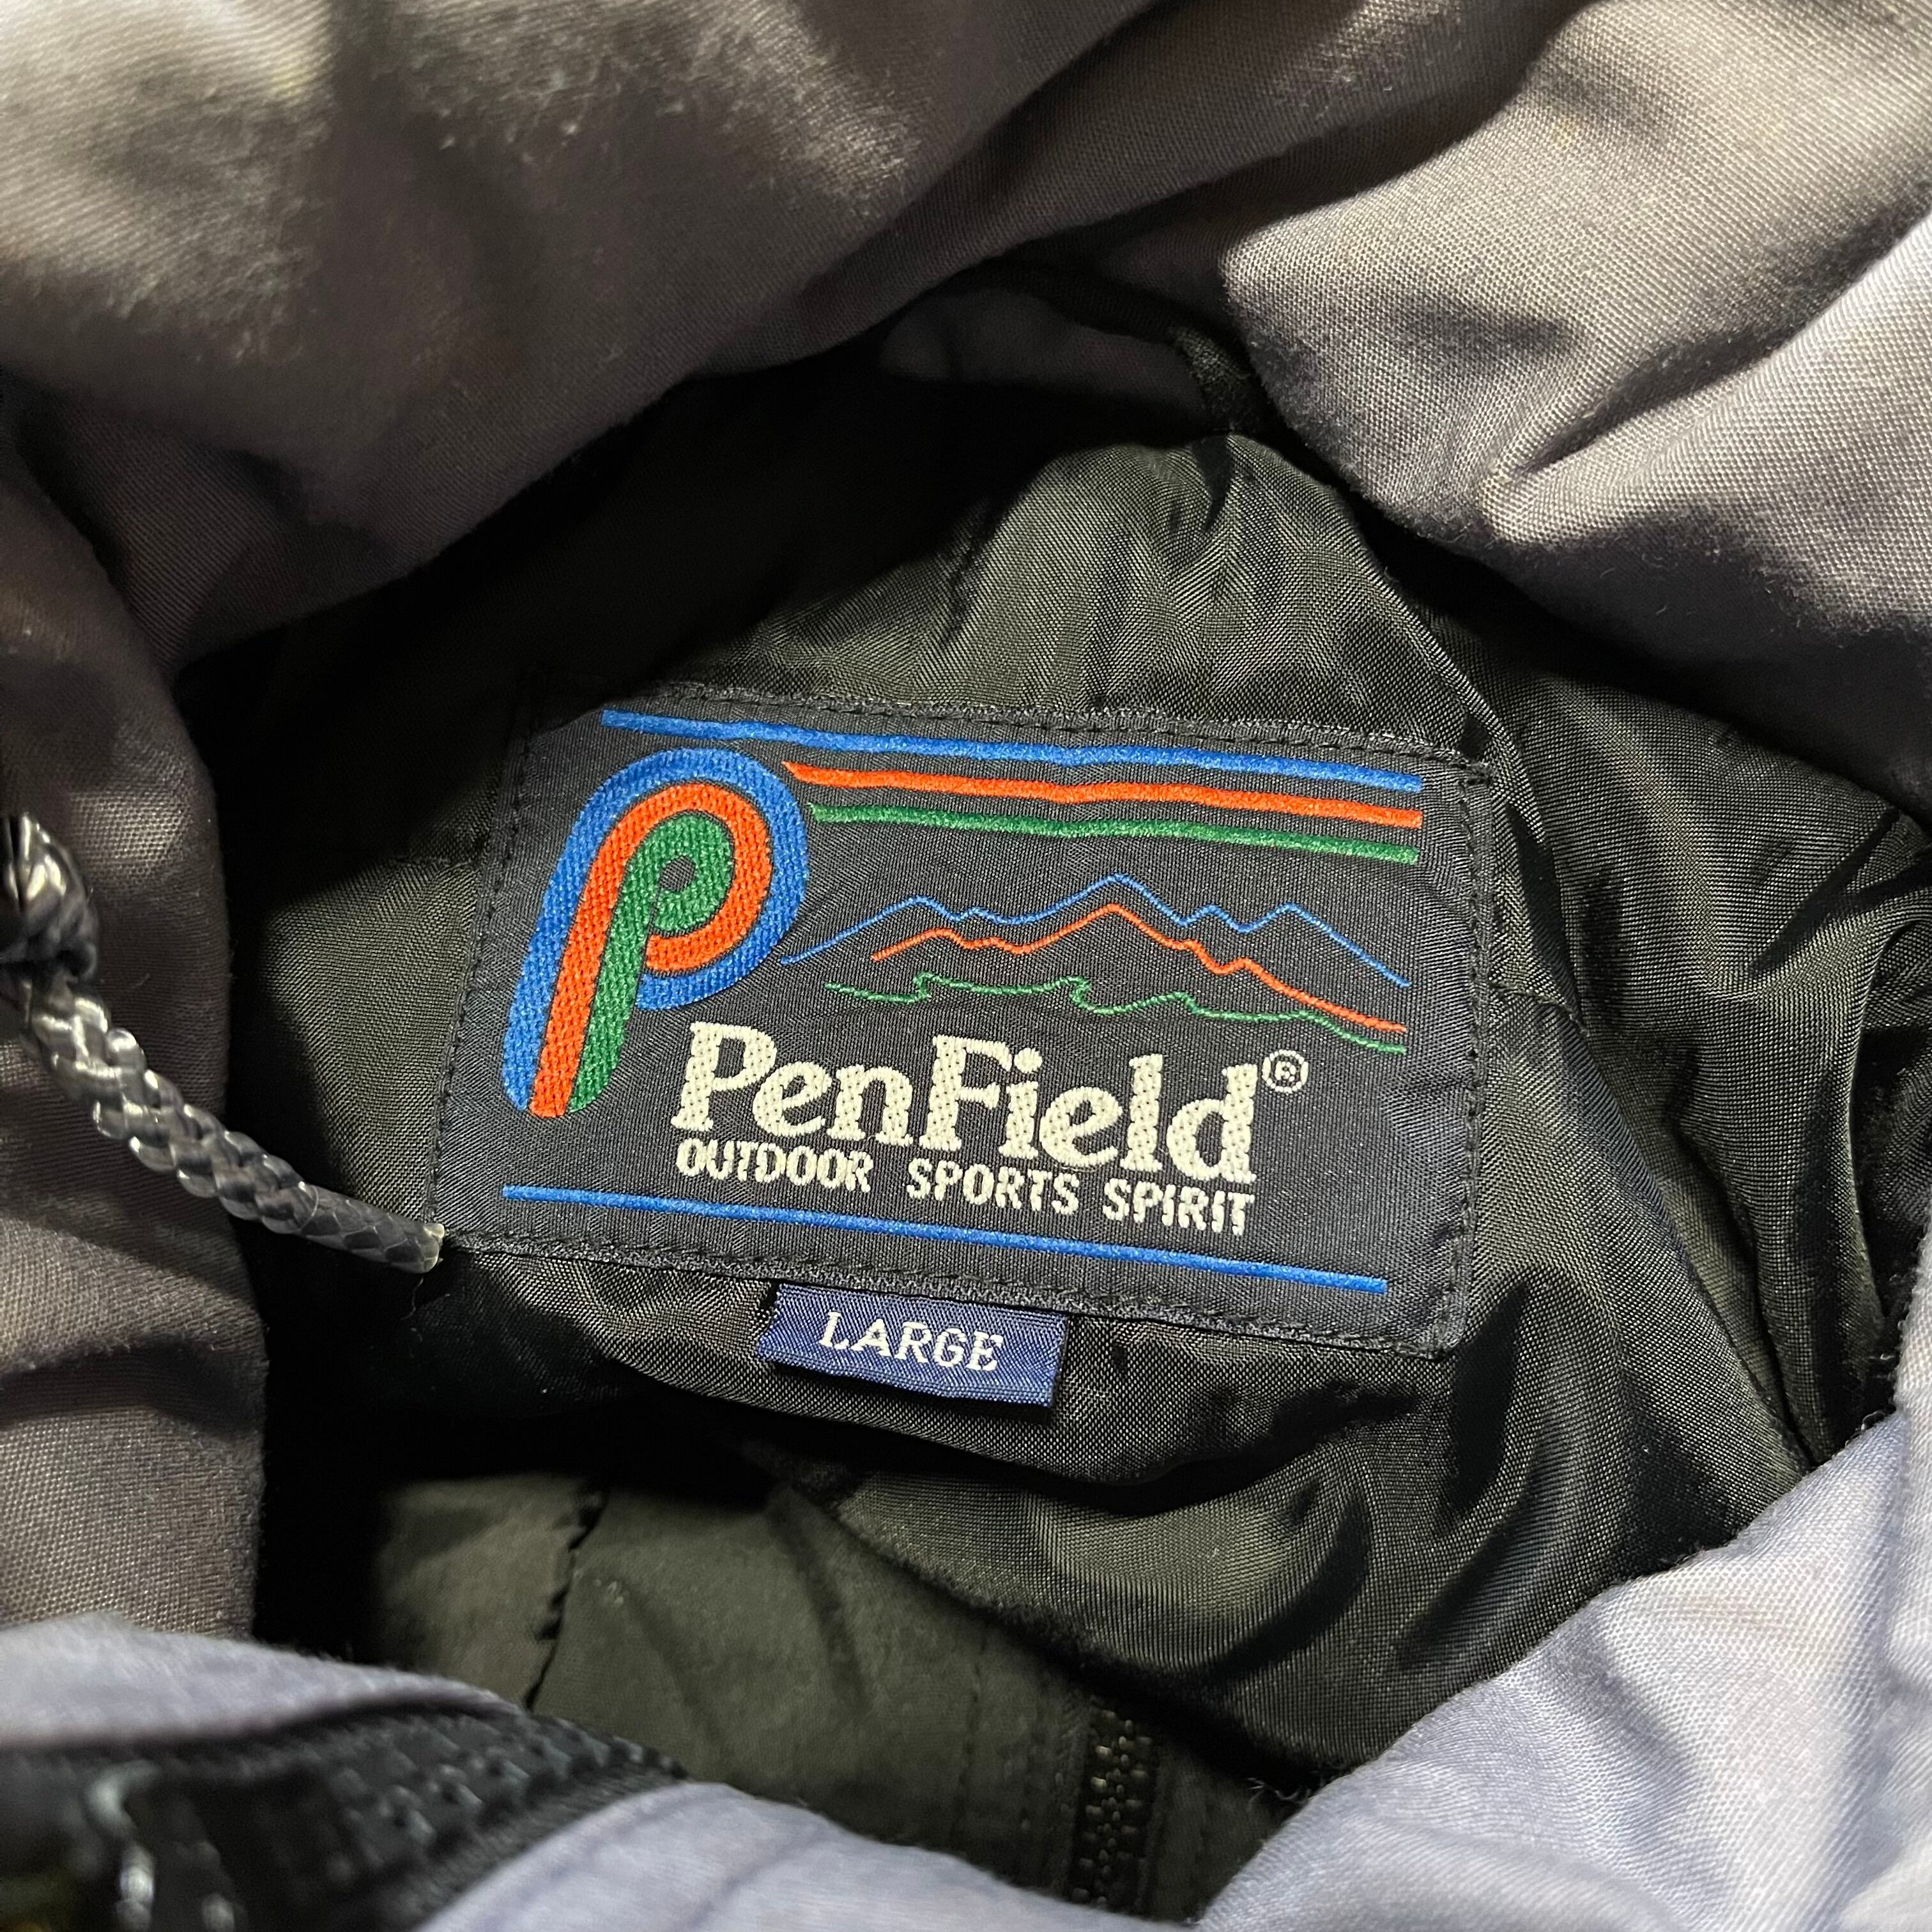 PenField®
OUTDOOR SPORTS SPIRIT
LARGE